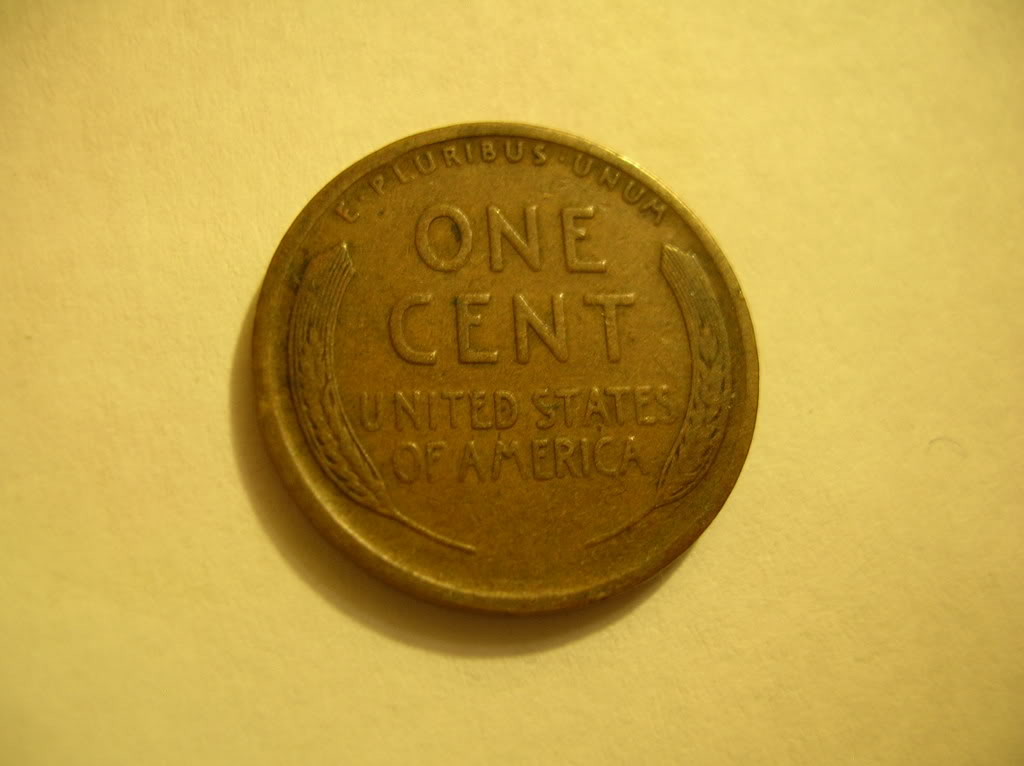 E · PLURIBUS · UNUM
ONE
CENT
UNITED STATES
OF AMERICA